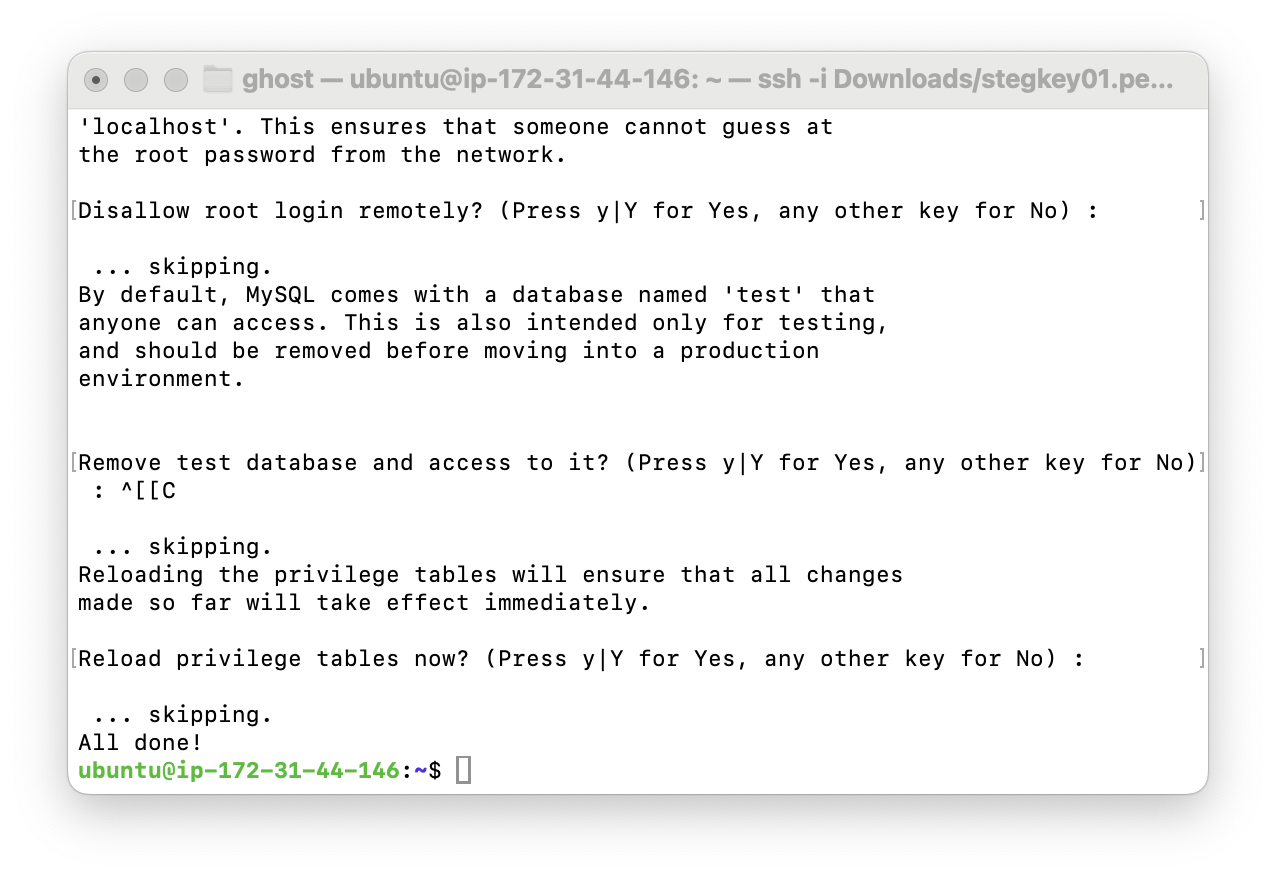 ghost — ubuntu@ip-172-31-44-146: ~ — ssh -i Downloads/stegkey01.pe...
'localhost'. This ensures that someone cannot guess at
the root password from the network.
[Disallow root login remotely? (Press y|Y for Yes, any other key for No) : ]
... skipping.
By default, MySQL comes with a database named 'test' that
anyone can access. This is also intended only for testing,
and should be removed before moving into a production
environment.
[Remove test database and access to it? (Press y|Y for Yes, any other key for No)]
: ^[[C
... skipping.
Reloading the privilege tables will ensure that all changes
made so far will take effect immediately.
[Reload privilege tables now? (Press y|Y for Yes, any other key for No) : ]
... skipping.
All done!
ubuntu@ip-172-31-44-146:~$